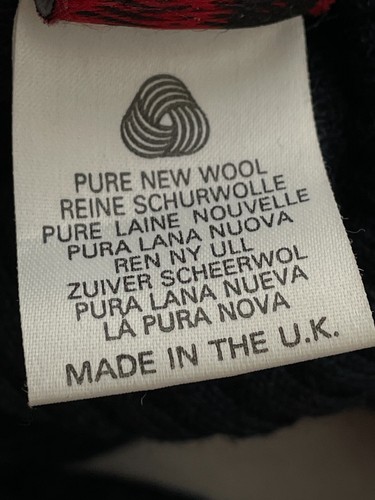 PURE NEW WOOL
REINE SCHURWOLLE
PURE LAINE NOUVELLE
PURA LANA NUOVA
REN NY ULL
ZUIVER SCHEERWOL
PURA LANA NUEVA
LÃ PURA NOVA
MADE IN THE U.K.